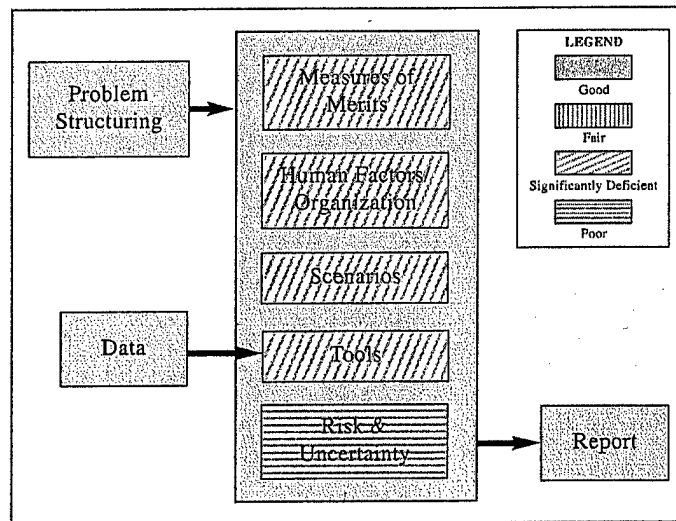 Problem
Structuring
Measures of
Merits
Human Factors/
Organization
Scenarios
Data
Tools
Risk &
Uncertainty
Report
LEGEND
Good
Fair
Significantly Deficient
Poor